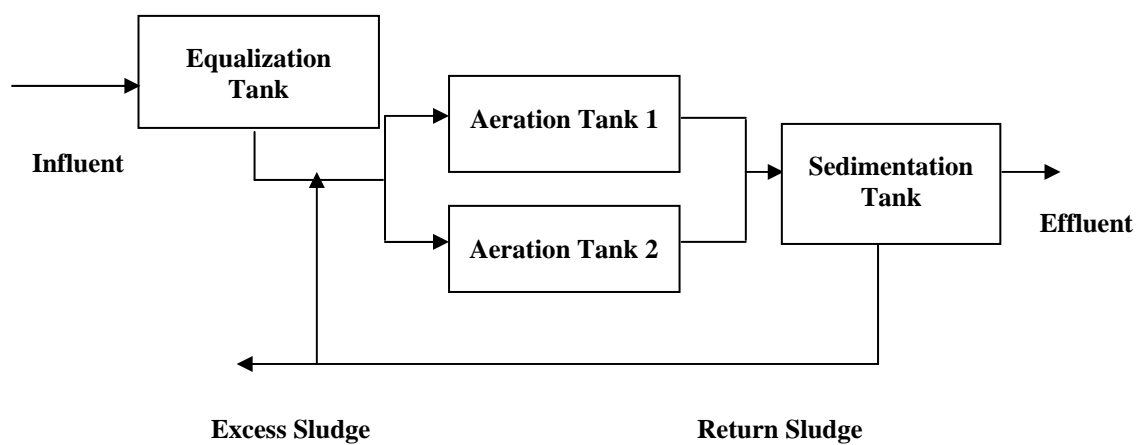 Equalization
Tank
Aeration Tank 1
Influent
Sedimentation
Tank
Effluent
Aeration Tank 2
Excess Sludge
Return Sludge